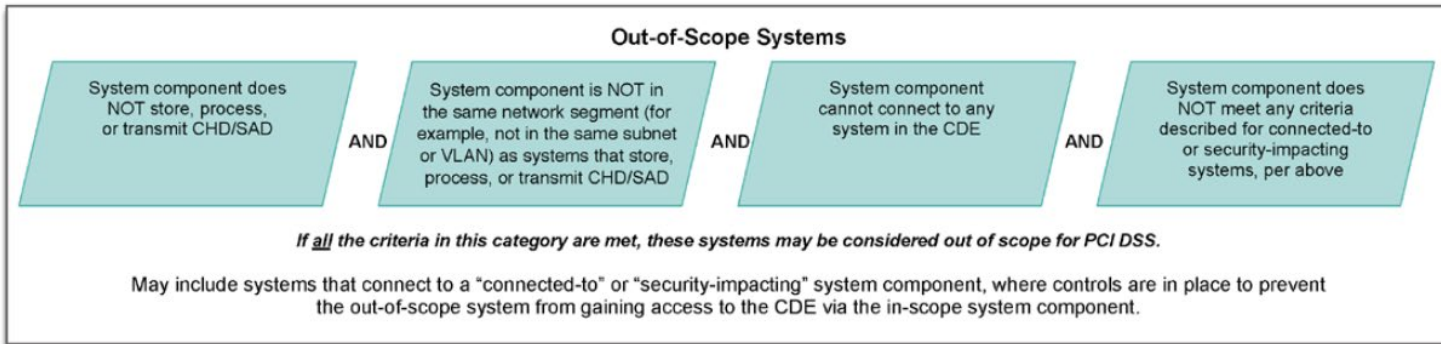 Out-of-Scope Systems
System component does
NOT store, process,
or transmit CHD/SAD
AND
System component is NOT in
the same network segment (for
example, not in the same subnet
or VLAN) as systems that store,
process, or transmit CHD/SAD
AND
System component
cannot connect to any
system in the CDE
AND
System component does
NOT meet any criteria
described for connected-to
or security-impacting
systems, per above
If all the criteria in this category are met, these systems may be considered out of scope for PCI DSS.
May include systems that connect to a “connected-to” or “security-impacting” system component, where controls are in place to prevent
the out-of-scope system from gaining access to the CDE via the in-scope system component.